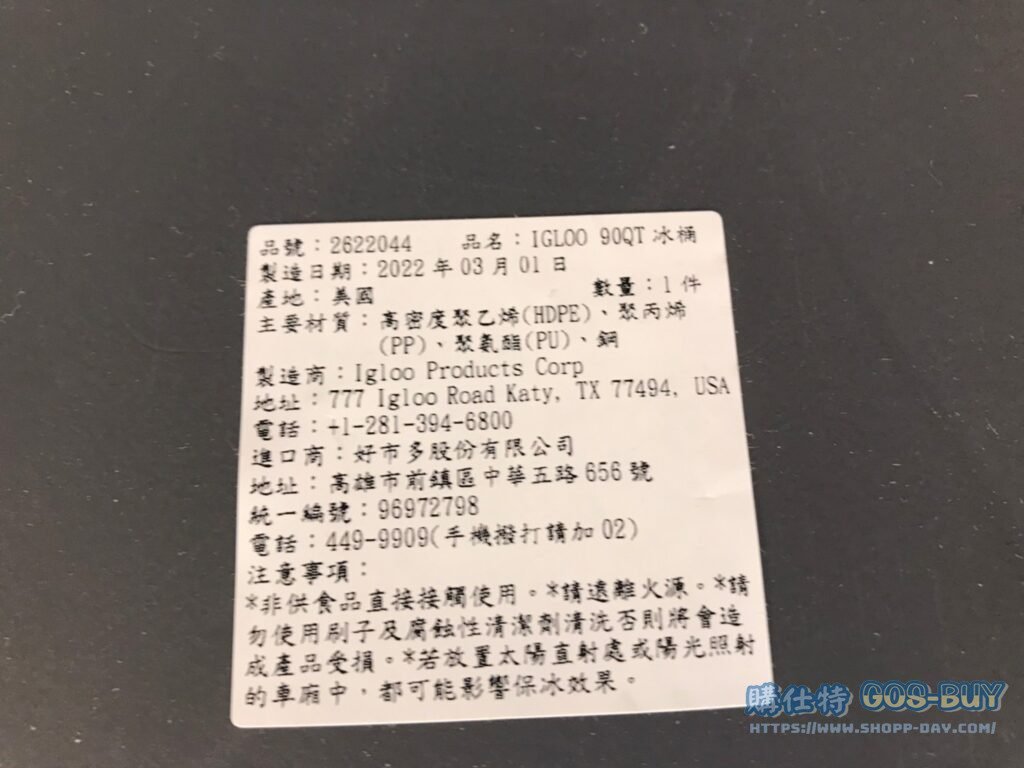 品號：2622044 品名：IGLOO 90QT 冰桶
製造日期：2022 年 03 月 01 日
產地：美國 數量：1 件
主要材質：高密度聚乙烯(HDPE)、聚丙烯
(PP)、聚氨酯(PU)、鋼
製造商：Igloo Products Corp
地址：777 Igloo Road Katy, TX 77494, USA
電話：+1-281-394-6800
進口商：好市多股份有限公司
地址：高雄市前鎮區中華五路 656 號
統一編號：96972798
電話：449-9909(手機撥打請加 02)
注意事項：
*非供食品直接接觸使用。*請遠離火源。*請
勿使用刷子及腐蝕性清潔劑清洗否則將會造
成產品受損。*若放置太陽直射處或陽光照射
的車廂中，都可能影響保冰效果。
購仕特 GOS-BUY
HTTPS://WWW.SHOPP-DAY.COM/